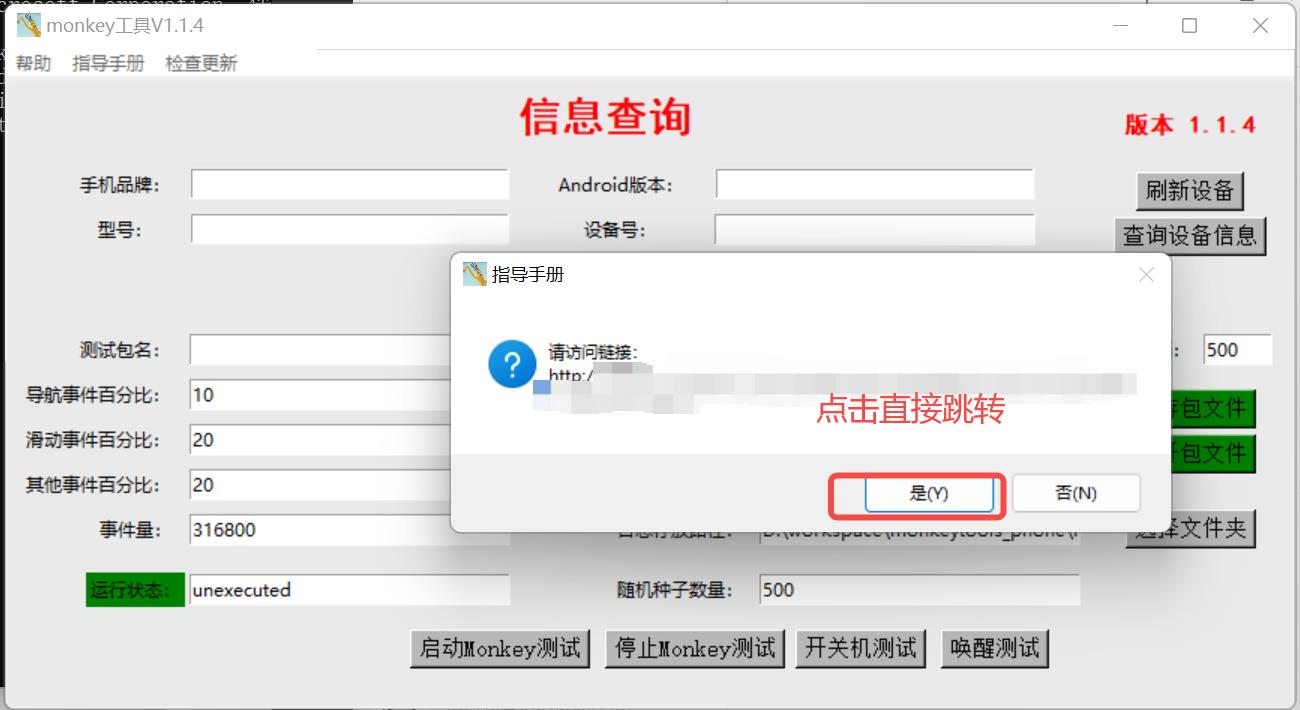 monkey工具V1.1.4
帮助 指导手册 检查更新
信息查询
版本 1.1.4
手机品牌: Android版本: 刷新设备
型号: 设备号: 查询设备信息
指导手册
请访问链接:
http:/
点击直接跳转
是(Y) 否(N)
测试包名: 500
导航事件百分比: 10 包文件
滑动事件百分比: 20 包文件
其他事件百分比: 20
事件量: 316800 日志存放路径: D:\workspace\monkeytools_phone\ 选择文件夹
运行状态: unexecuted 随机种子数量: 500
启动Monkey测试 停止Monkey测试 开关机测试 唤醒测试